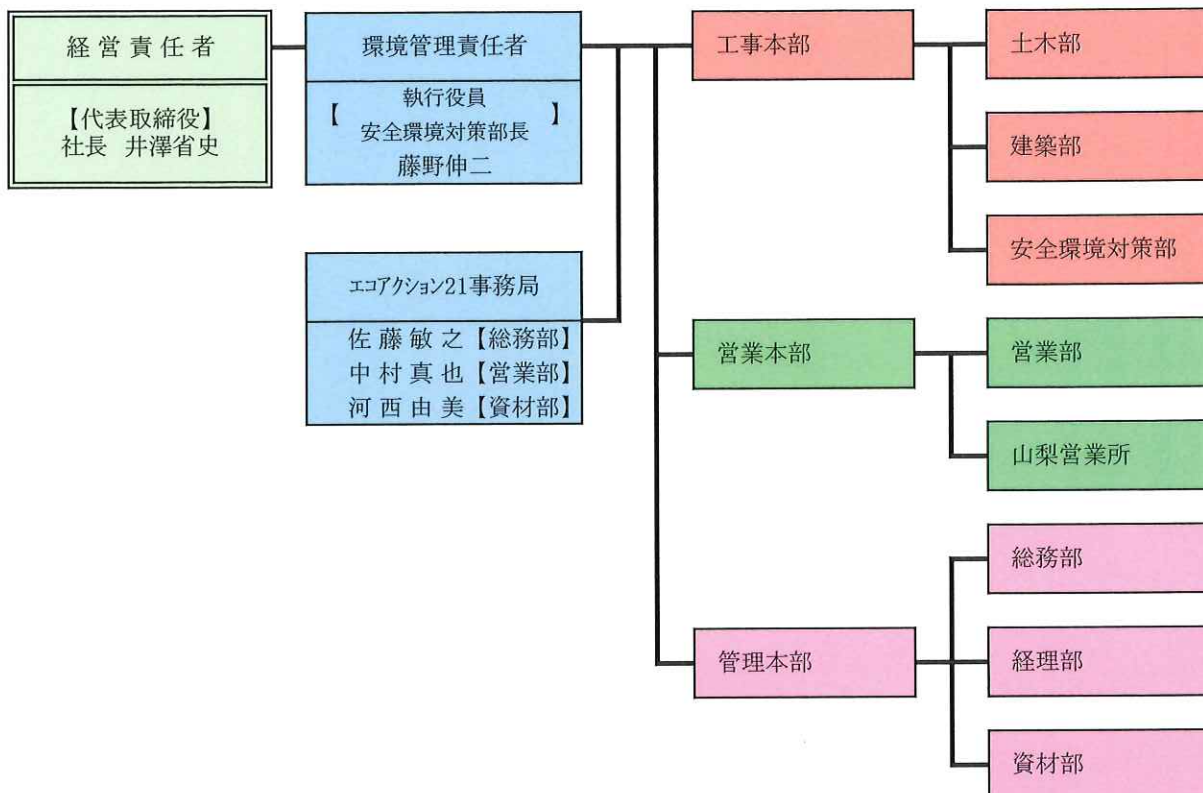 経営責任者
【代表取締役】
社長 井澤省史
環境管理責任者
執行役員
【安全環境対策部長】
藤野伸二
エコアクション21事務局
佐藤敏之【総務部】
中村真也【営業部】
河西由美【資材部】
工事本部
土木部
建築部
安全環境対策部
営業本部
営業部
山梨営業所
管理本部
総務部
経理部
資材部